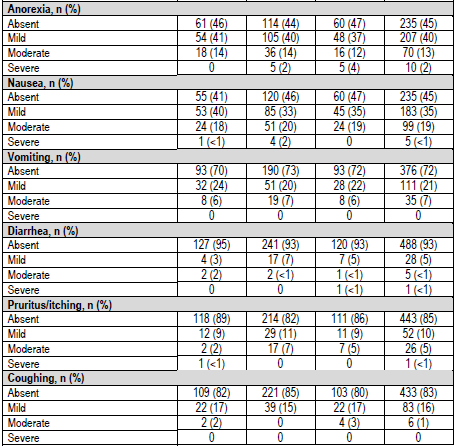 Anorexia, n (%)
Absent 61 (46) 114 (44) 60 (47) 235 (45)
Mild 54 (41) 105 (40) 48 (37) 207 (40)
Moderate 18 (14) 36 (14) 16 (12) 70 (13)
Severe 0 5 (2) 5 (4) 10 (2)
Nausea, n (%)
Absent 55 (41) 120 (46) 60 (47) 235 (45)
Mild 53 (40) 85 (33) 45 (35) 183 (35)
Moderate 24 (18) 51 (20) 24 (19) 99 (19)
Severe 1 (<1) 4 (2) 0 5 (<1)
Vomiting, n (%)
Absent 93 (70) 190 (73) 93 (72) 376 (72)
Mild 32 (24) 51 (20) 28 (22) 111 (21)
Moderate 8 (6) 19 (7) 8 (6) 35 (7)
Severe 0 0 0 0
Diarrhea, n (%)
Absent 127 (95) 241 (93) 120 (93) 488 (93)
Mild 4 (3) 17 (7) 7 (5) 28 (5)
Moderate 2 (2) 2 (<1) 1 (<1) 5 (<1)
Severe 0 0 1 (<1) 1 (<1)
Pruritus/itching, n (%)
Absent 118 (89) 214 (82) 111 (86) 443 (85)
Mild 12 (9) 29 (11) 11 (9) 52 (10)
Moderate 2 (2) 17 (7) 7 (5) 26 (5)
Severe 1 (<1) 0 0 1 (<1)
Coughing, n (%)
Absent 109 (82) 221 (85) 103 (80) 433 (83)
Mild 22 (17) 39 (15) 22 (17) 83 (16)
Moderate 2 (2) 0 4 (3) 6 (1)
Severe 0 0 0 0